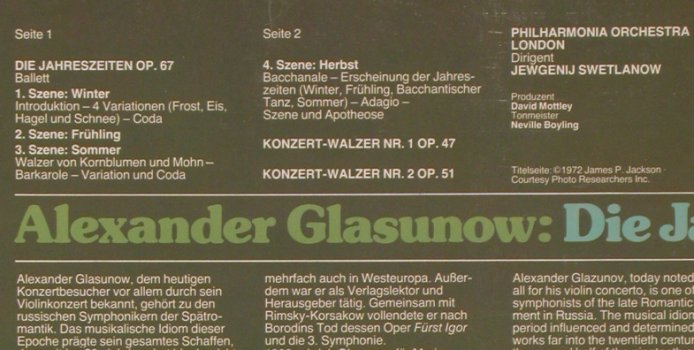 Seite 1
DIE JAHRESZEITEN OP. 67
Ballett
1. Szene: Winter
Introduktion – 4 Variationen (Frost, Eis,
Hagel und Schnee) – Coda
2. Szene: Frühling
3. Szene: Sommer
Walzer von Kornblumen und Mohn –
Barkarole – Variation und Coda
Seite 2
4. Szene: Herbst
Bacchanale – Erscheinung der Jahres-
zeiten (Winter, Frühling, Bacchantischer
Tanz, Sommer) – Adagio –
Szene und Apotheose
KONZERT-WALZER NR. 1 OP. 47
KONZERT-WALZER NR. 2 OP. 51
PHILHARMONIA ORCHESTRA
LONDON
Dirigent
JEWGENIJ SWETLANOW
Produzent
David Mottley
Tonmeister
Neville Boyling
Titelseite: ©1972 James P. Jackson -
Courtesy Photo Researchers Inc.
Alexander Glasunow: Die Ja
Alexander Glasunow, dem heutigen
Konzertbesucher vor allem durch sein
Violinkonzert bekannt, gehört zu den
russischen Symphonikern der Spätro-
mantik. Das musikalische Idiom dieser
Epoche prägte sein gesamtes Schaffen,
mehrfach auch in Westeuropa. Außer-
dem war er als Verlagslektor und
Herausgeber tätig. Gemeinsam mit
Rimsky-Korsakow vollendete er nach
Borodins Tod dessen Oper Fürst Igor
und die 3. Symphonie.
Alexander Glazunov, today noted
all for his violin concerto, is one of
symphonists of the late Romantic
ment in Russia. The musical idiom
period influenced and determined
works far into the twentieth centur